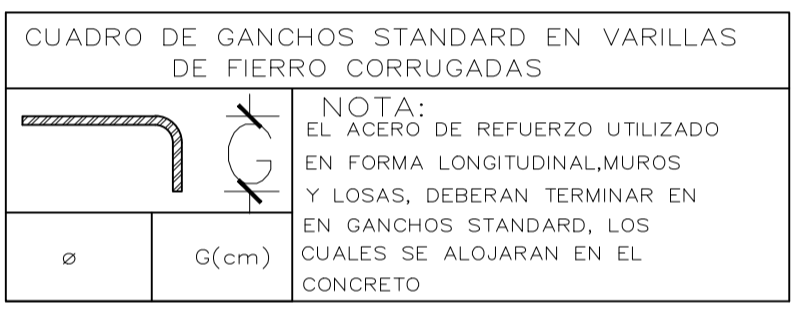 CUADRO DE GANCHOS STANDARD EN VARILLAS
DE FIERRO CORRUGADAS
G
NOTA:
EL ACERO DE REFUERZO UTILIZADO
EN FORMA LONGITUDINAL,MUROS
Y LOSAS, DEBERAN TERMINAR EN
EN GANCHOS STANDARD, LOS
CUALES SE ALOJARAN EN EL
CONCRETO
Ø
G(cm)